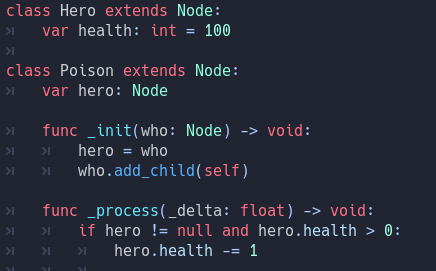 class Hero extends Node:
	var health: int = 100

class Poison extends Node:
	var hero: Node

	func _init(who: Node) -> void:
		hero = who
		who.add_child(self)

	func _process(_delta: float) -> void:
		if hero != null and hero.health > 0:
			hero.health -= 1